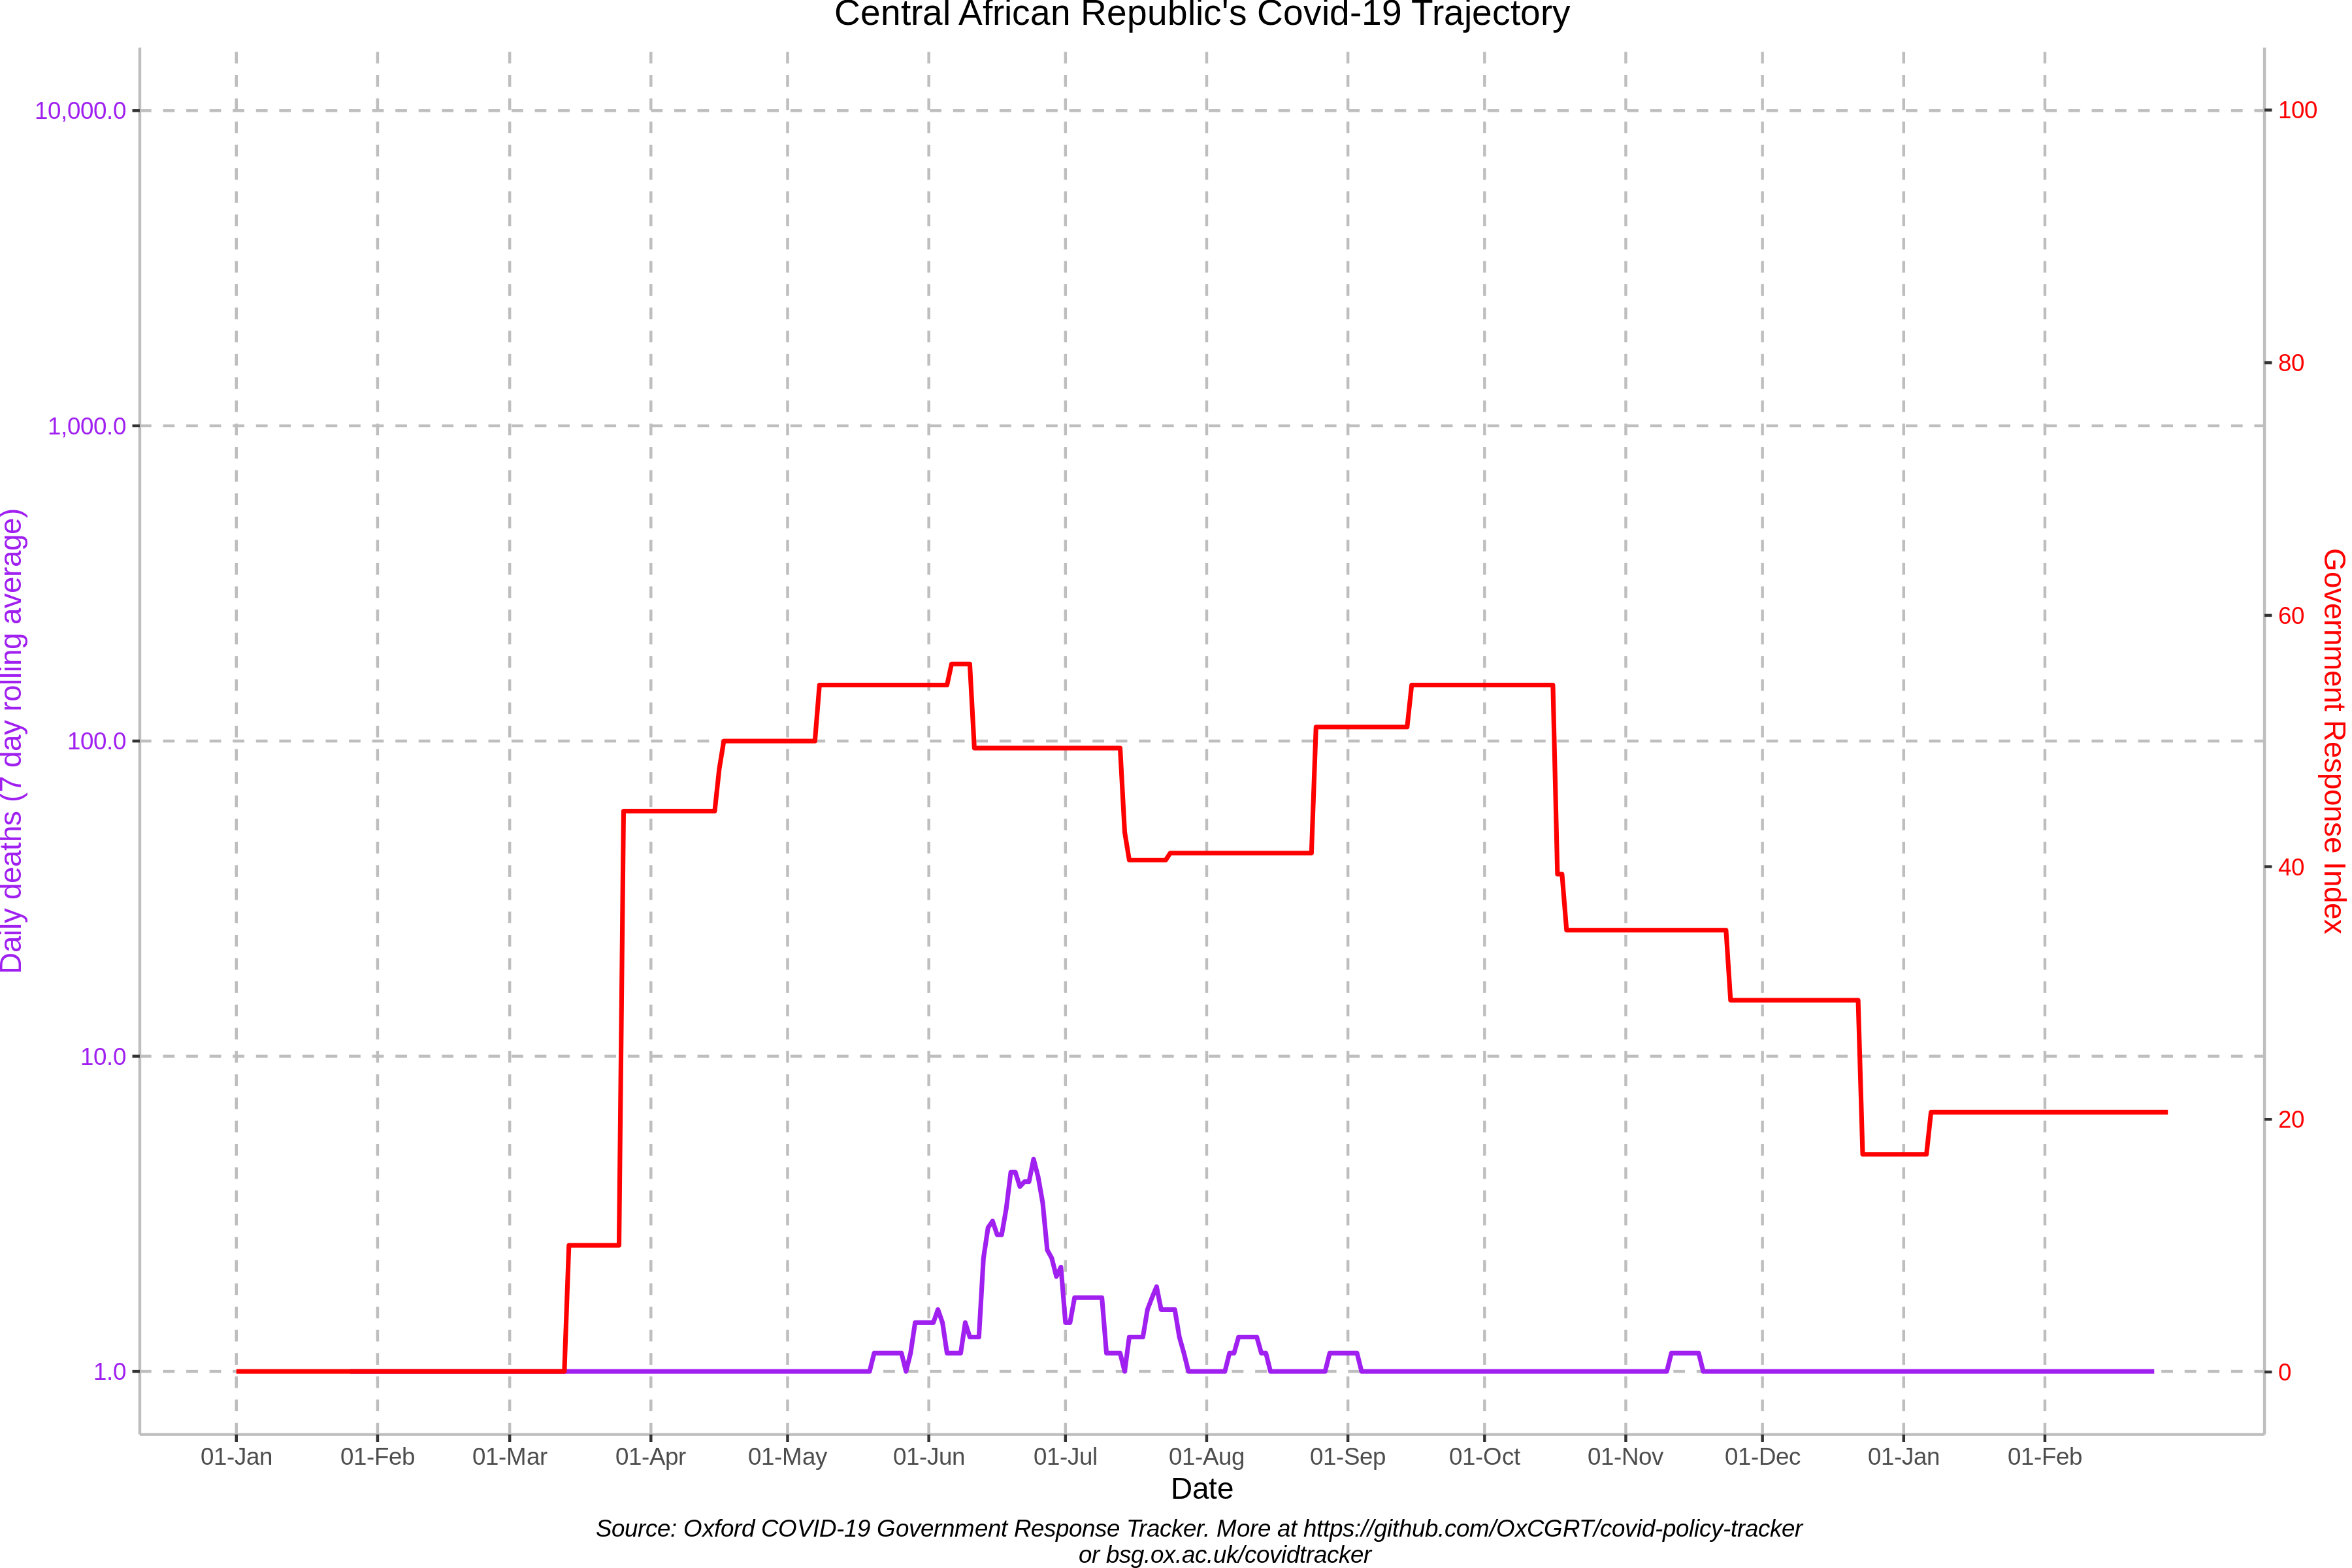 Central African Republic's Covid-19 Trajectory
10,000.0
1,000.0
100.0
10.0
1.0
Daily deaths (7 day rolling average)
100
80
60
40
20
0
Government Response Index
01-Jan 01-Feb 01-Mar 01-Apr 01-May 01-Jun 01-Jul 01-Aug 01-Sep 01-Oct 01-Nov 01-Dec 01-Jan 01-Feb
Date
Source: Oxford COVID-19 Government Response Tracker. More at https://github.com/OxCGRT/covid-policy-tracker
or bsg.ox.ac.uk/covidtracker